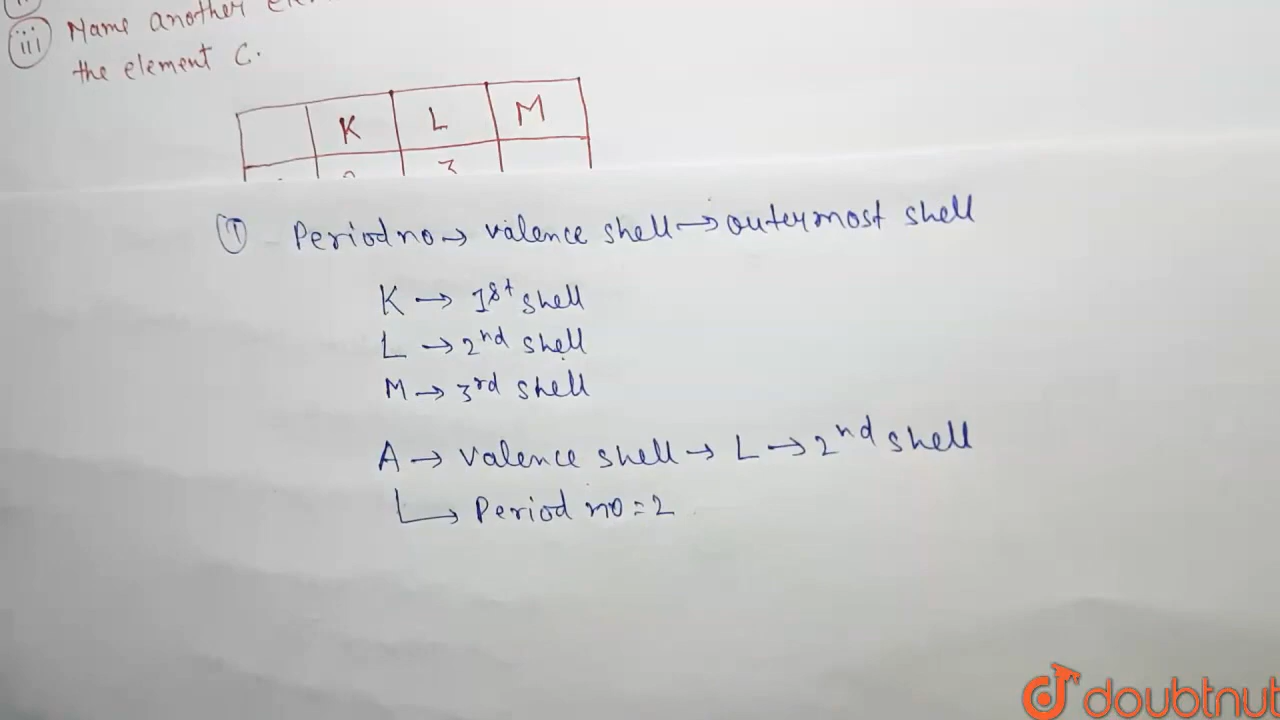 iii Name another
the element C.
K L M
3
① Period no → valence shell → outermost shell
K → 1st shell
L → 2nd shell
M → 3rd shell
A → valence shell → L → 2nd shell
↳ Period no = 2
doubtnut